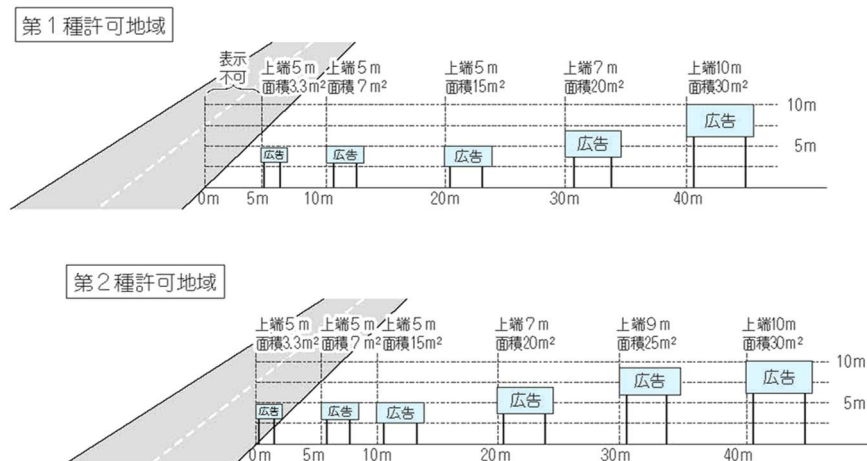 第1種許可地域
表示
不可
上端5m
面積3.3m²
上端5m
面積7m²
上端5m
面積15m²
上端7m
面積20m²
上端10m
面積30m²
10m
5m
広告
広告
広告
広告
広告
0m
5m
10m
20m
30m
40m
第2種許可地域
上端5m
面積3.3m²
上端5m
面積7m²
上端5m
面積15m²
上端7m
面積20m²
上端9m
面積25m²
上端10m
面積30m²
10m
5m
広告
広告
広告
広告
広告
広告
0m
5m
10m
20m
30m
40m